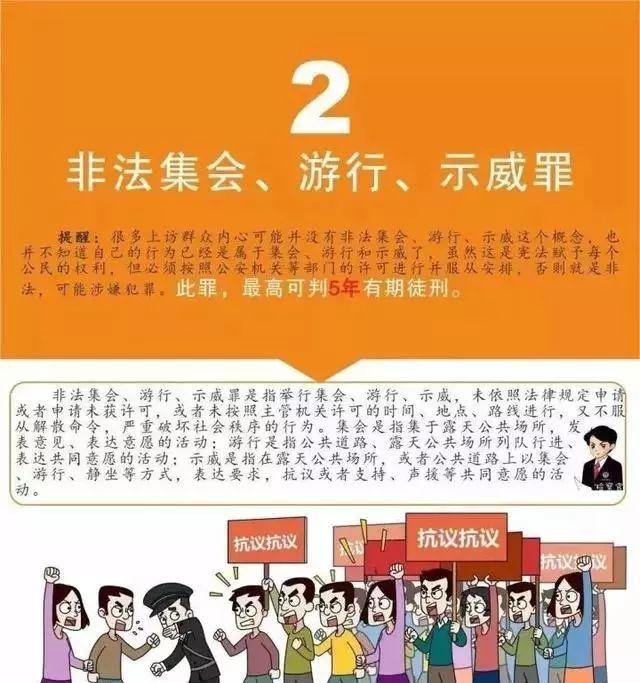 2
非法集会、游行、示威罪
提醒：很多上访群众内心可能并没有非法集会、游行、示威这个概念，也
并不知道自己的行为已经是属于集会、游行和示威了，虽然这是宪法赋予每个
公民的权利，但必须按照公安机关等部门的许可进行并服从安排，否则就是非
法，可能涉嫌犯罪。此罪，最高可判5年有期徒刑。
非法集会、游行、示威罪是指举行集会、游行、示威，未依照法律规定申请
或者申请未获许可，或者未按照主管机关许可的时间、地点、路线进行，又不服
从解散命令，严重破坏社会秩序的行为。集会是指集于露天公共场所，发
表意见、表达意愿的活动；游行是指公共道路、露天公共场所列队行进、
表达共同意愿的活动；示威是指在露天公共场所，或者公共道路上以集会
、游行、静坐等方式，表达要求，抗议或者支持、声援等共同意愿的活
动。
检察官
抗议抗议
抗议抗议
抗议抗议